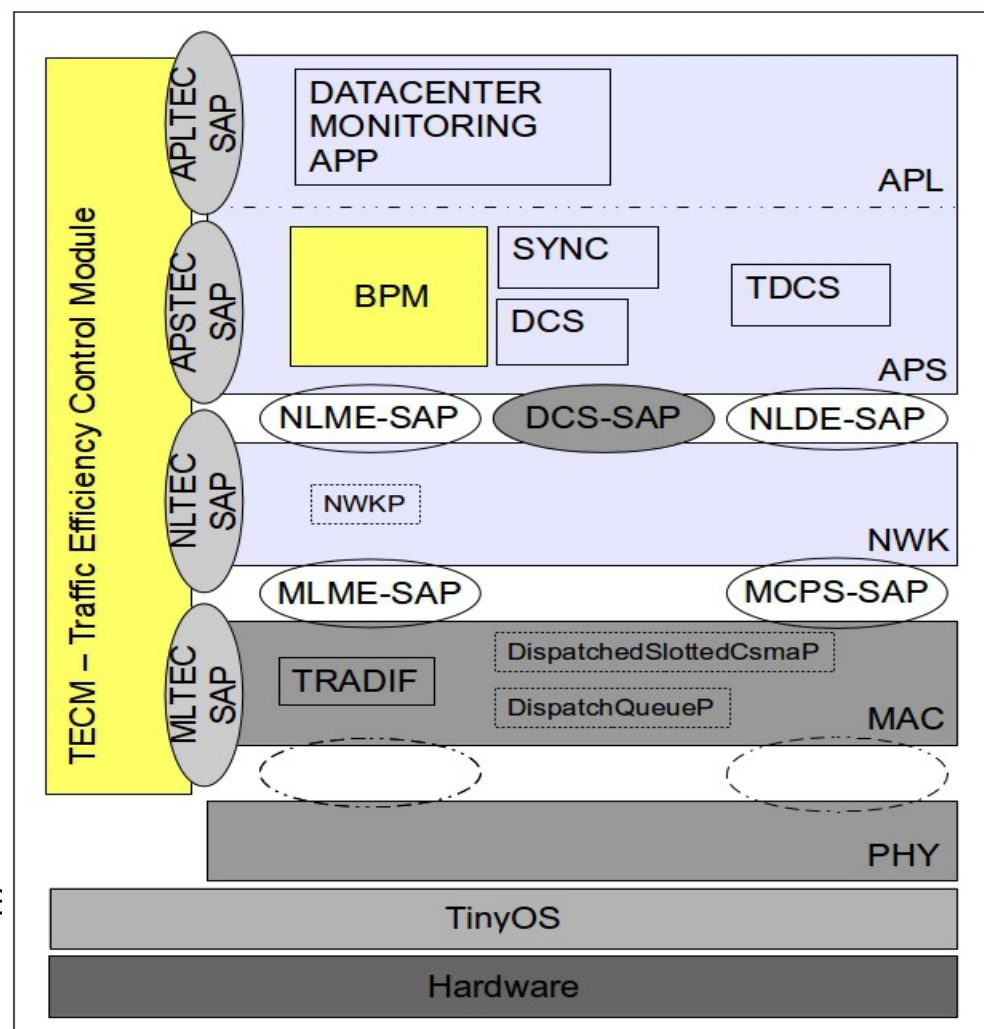 TECM – Traffic Efficiency Control Module
APLTEC
SAP
DATACENTER
MONITORING
APP
APL
APSTEC
SAP
BPM
SYNC
DCS
TDCS
APS
NLME-SAP
DCS-SAP
NLDE-SAP
NLTEC
SAP
NWKP
NWK
MLME-SAP
MCPS-SAP
MLTEC
SAP
TRADIF
DispatchedSlottedCsmaP
DispatchQueueP
MAC
PHY
TinyOS
Hardware